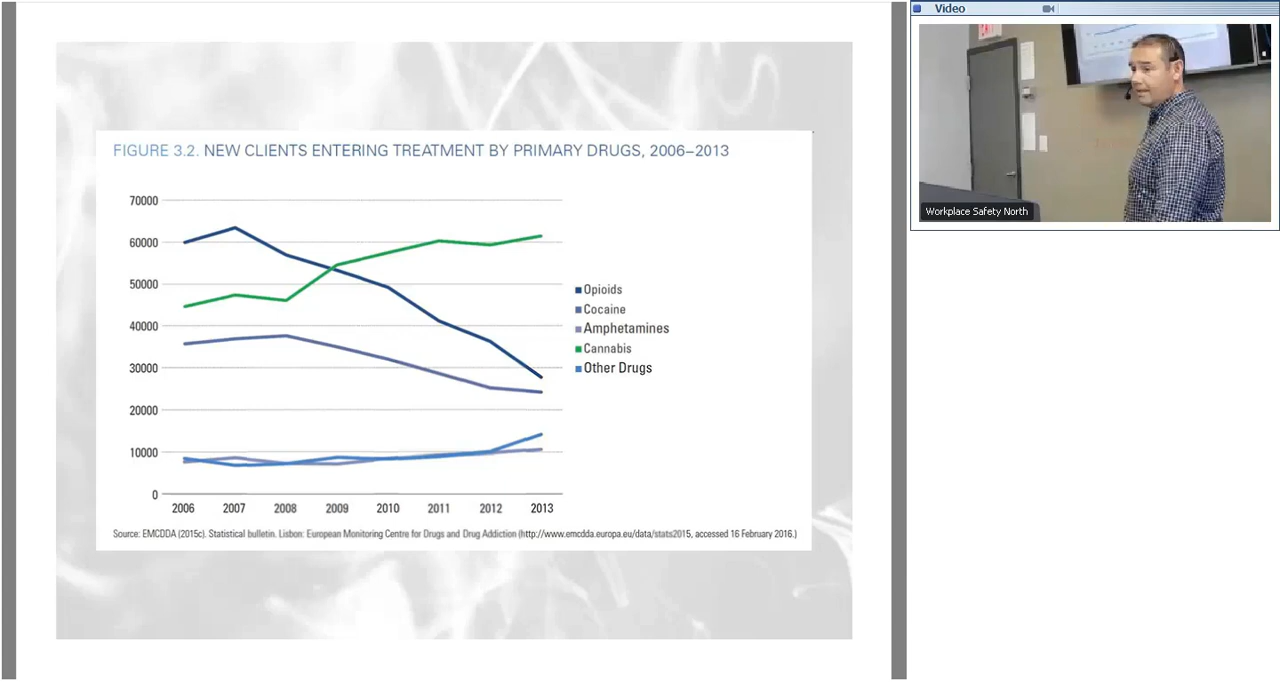 FIGURE 3.2. NEW CLIENTS ENTERING TREATMENT BY PRIMARY DRUGS, 2006–2013
70000
60000
50000
40000
30000
20000
10000
0
2006 2007 2008 2009 2010 2011 2012 2013
Opioids
Cocaine
Amphetamines
Cannabis
Other Drugs
Source: EMCDDA (2015c). Statistical bulletin. Lisbon: European Monitoring Centre for Drugs and Drug Addiction (http://www.emcdda.europa.eu/data/stats2015, accessed 16 February 2016.)
Video
Workplace Safety North